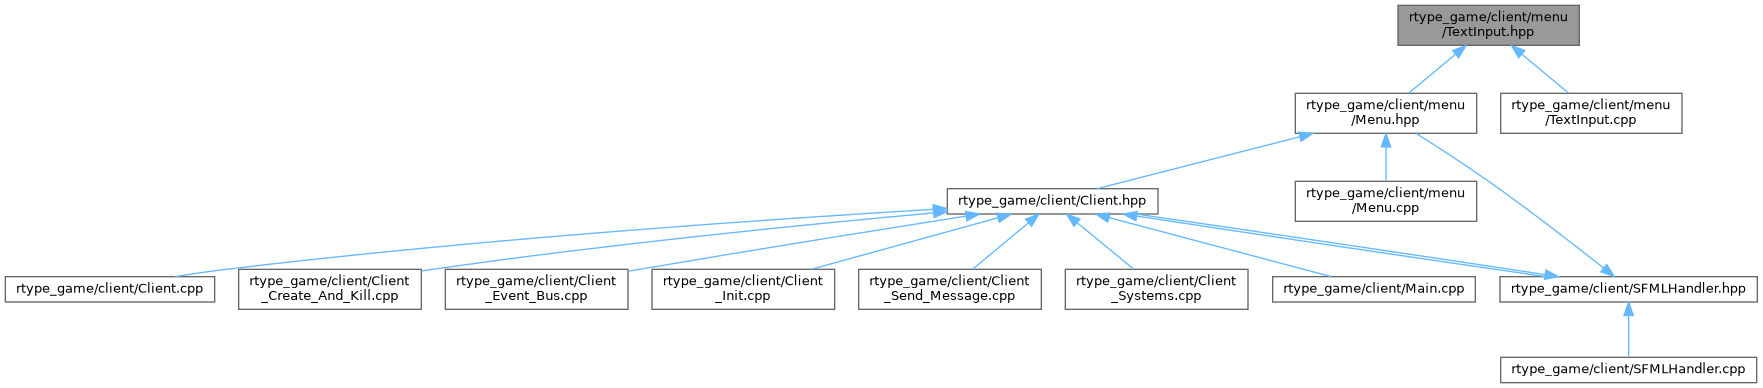 rtype_game/client/menu
/TextInput.hpp
rtype_game/client/menu
/Menu.hpp
rtype_game/client/menu
/TextInput.cpp
rtype_game/client/Client.hpp
rtype_game/client/menu
/Menu.cpp
rtype_game/client/Client.cpp
rtype_game/client/Client
_Create_And_Kill.cpp
rtype_game/client/Client
_Event_Bus.cpp
rtype_game/client/Client
_Init.cpp
rtype_game/client/Client
_Send_Message.cpp
rtype_game/client/Client
_Systems.cpp
rtype_game/client/Main.cpp
rtype_game/client/SFMLHandler.hpp
rtype_game/client/SFMLHandler.cpp